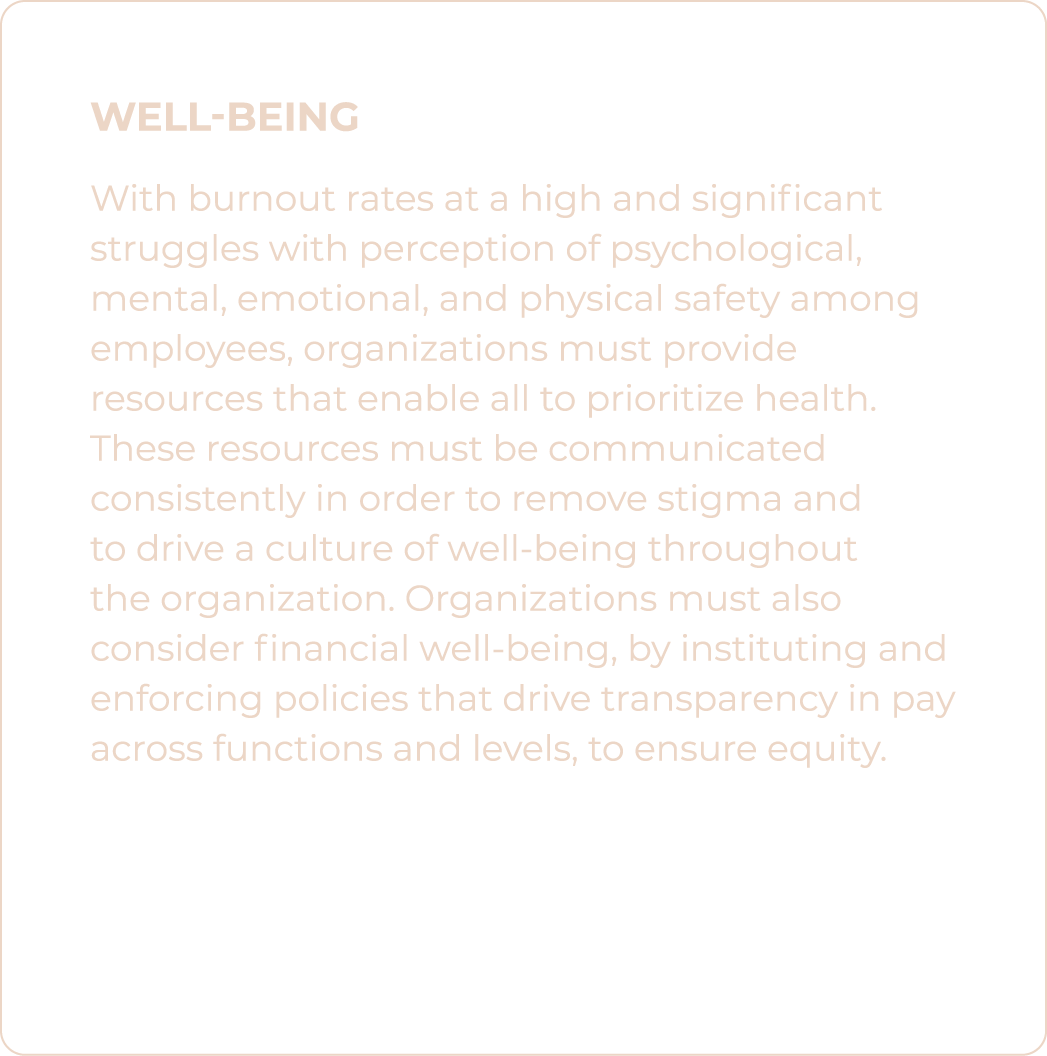 WELL-BEING
With burnout rates at a high and significant
struggles with perception of psychological,
mental, emotional, and physical safety among
employees, organizations must provide
resources that enable all to prioritize health.
These resources must be communicated
consistently in order to remove stigma and
to drive a culture of well-being throughout
the organization. Organizations must also
consider financial well-being, by instituting and
enforcing policies that drive transparency in pay
across functions and levels, to ensure equity.